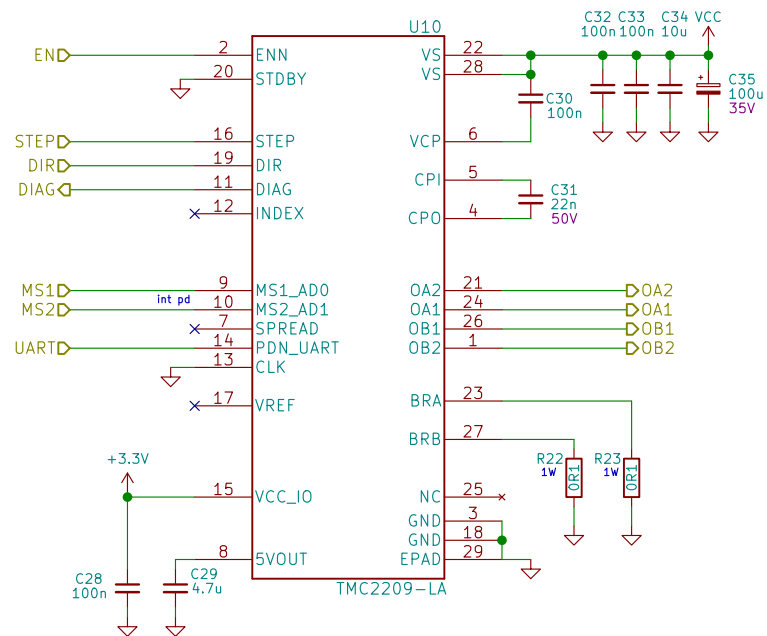 U10
C32 C33 C34 VCC
100n 100n 10u
EN 2 ENN VS 22
20 STDBY VS 28
+ C35
100u
35V
C30
100n
STEP 16 STEP VCP 6
DIR 19 DIR
CPI 5
DIAG 11 DIAG
C31
22n
50V
12 INDEX CPO 4
MS1 9 MS1_AD0 OA2 21 OA2
int pd
MS2 10 MS2_AD1 OA1 24 OA1
7 SPREAD OB1 26 OB1
UART 14 PDN_UART OB2 1 OB2
13 CLK
17 VREF BRA 23
BRB 27
+3.3V
R22 0R1 R23 0R1
1W 1W
15 VCC_IO NC 25
GND 3
GND 18
8 5VOUT EPAD 29
C28
100n
C29
4.7u
TMC2209-LA